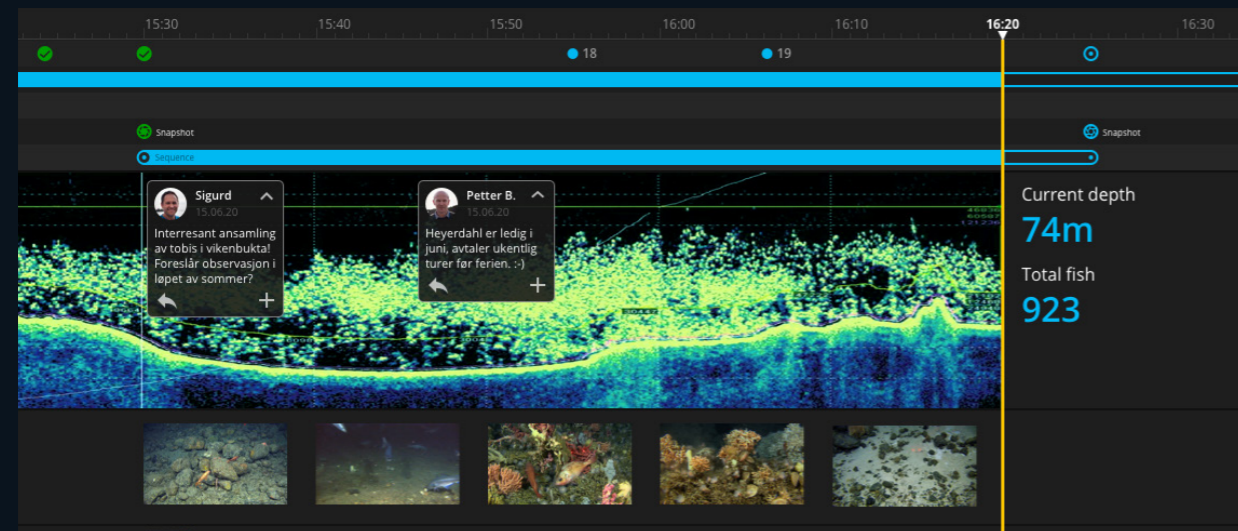 15:30
15:40
15:50
16:00
16:10
16:20
16:30
18
19
Snapshot
Snapshot
Sequence
Sigurd
15.06.20
Interresant ansamling
av tobis i vikenbukta!
Foreslår observasjon i
løpet av sommer?
Petter B.
15.06.20
Heyerdahl er ledig i
juni, avtaler ukentlig
turer før ferien. :-)
Current depth
74m
Total fish
923